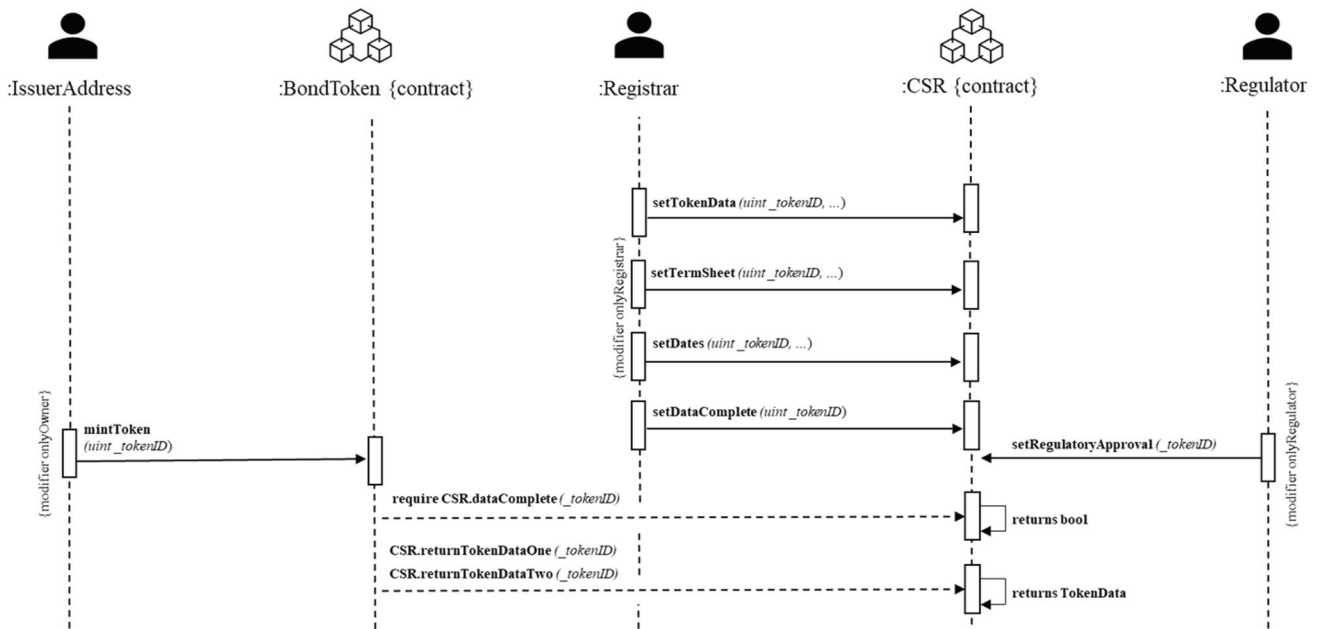 :IssuerAddress
:BondToken {contract}
:Registrar
:CSR {contract}
:Regulator
setTokenData (uint _tokenID, ...)
{modifier onlyRegistrar}
setTermSheet (uint _tokenID, ...)
setDates (uint _tokenID, ...)
{modifier onlyOwner}
mintToken
(uint _tokenID)
setDataComplete (uint _tokenID)
setRegulatoryApproval (_tokenID)
{modifier onlyRegulator}
require CSR.dataComplete (_tokenID)
returns bool
CSR.returnTokenDataOne (_tokenID)
CSR.returnTokenDataTwo (_tokenID)
returns TokenData